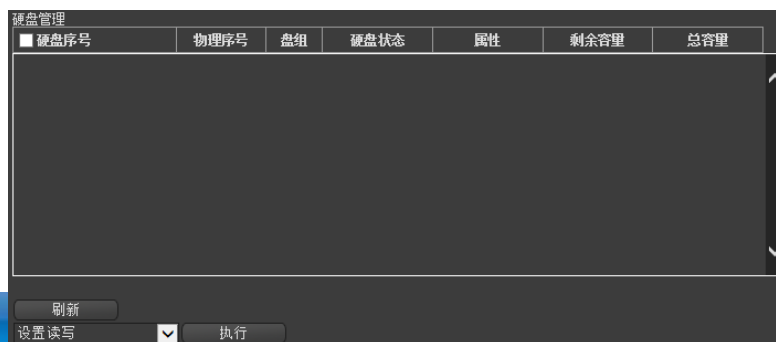 硬盘管理
硬盘序号 物理序号 盘组 硬盘状态 属性 剩余容量 总容量
刷新
设置读写 执行